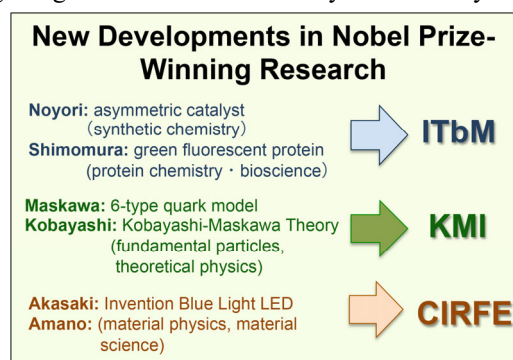 New Developments in Nobel Prize-
Winning Research
Noyori: asymmetric catalyst
(synthetic chemistry)
Shimomura: green fluorescent protein
(protein chemistry・bioscience)
ITbM
Maskawa: 6-type quark model
Kobayashi: Kobayashi-Maskawa Theory
(fundamental particles,
theoretical physics)
KMI
Akasaki: Invention Blue Light LED
Amano: (material physics, material
science)
CIRFE